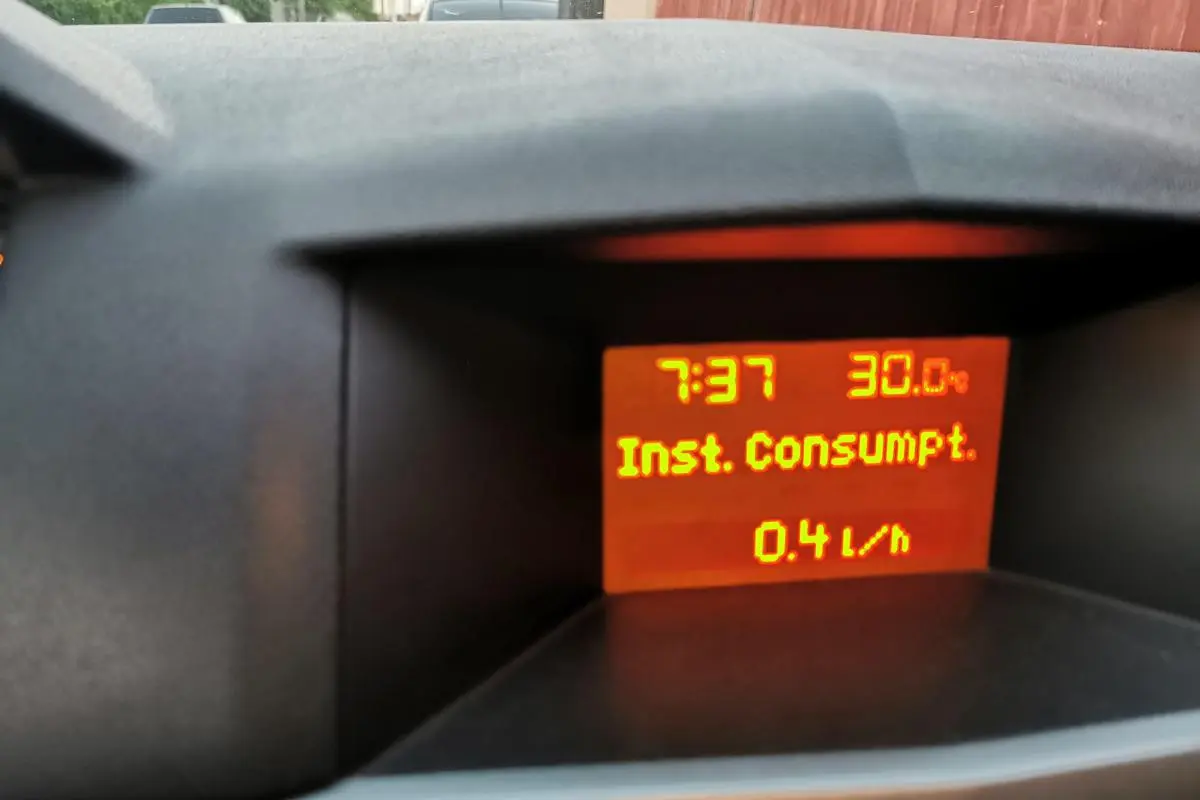 7:37 30.0°C
Inst. Consumpt.
0.4 l/h